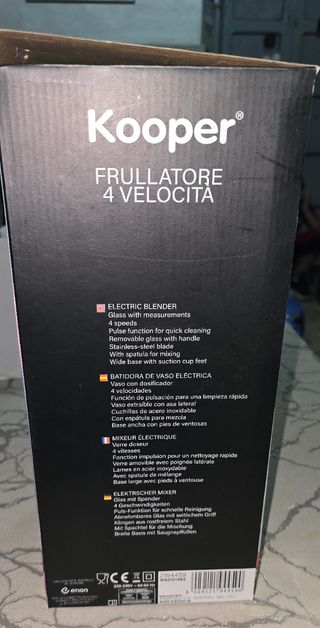 Kooper®
FRULLATORE
4 VELOCITÀ
ELECTRIC BLENDER
Glass with measurements
4 speeds
Pulse function for quick cleaning
Removable glass with handle
Stainless-steel blade
With spatula for mixing
Wide base with suction cup feet
BATIDORA DE VASO ELÉCTRICA
Vaso con dosificador
4 velocidades
Función de pulsación para una limpieza rápida
Vaso extraíble con asa lateral
Cuchillas de acero inoxidable
Con espátula para mezcla
Base ancha con pies de ventosas
MIXEUR ÉLECTRIQUE
Verre doseur
4 vitesses
Fonction impulsion pour un nettoyage rapide
Verre amovible avec poignée latérale
Lames en acier inoxydable
Avec spatule de mélange
Base large avec pieds à ventouse
ELEKTRISCHER MIXER
Glas mit Spender
4 Geschwindigkeiten
Puls-Funktion für schnelle Reinigung
Abnehmbares Glas mit seitlichem Griff
Klingen aus rostfreiem Stahl
Mit Spachtel für die Mischung
Breite Basis mit Saugnapffüßen
CE
2194459
enon